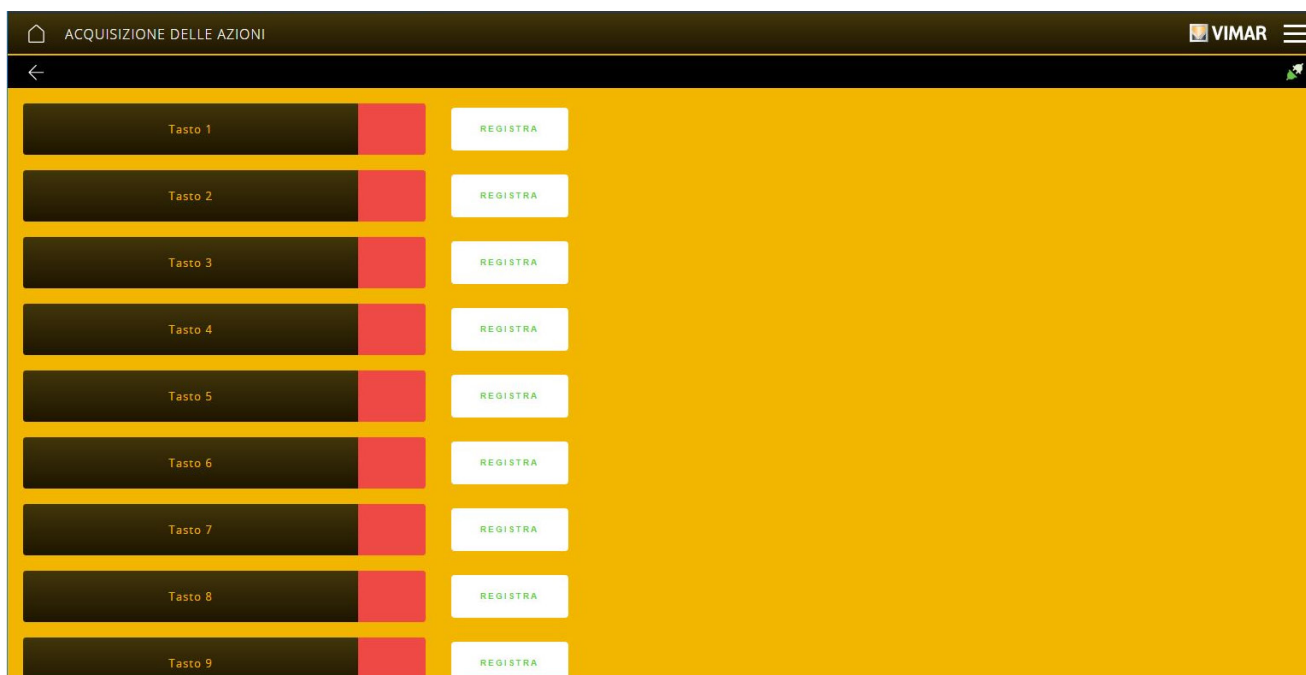 ACQUISIZIONE DELLE AZIONI VIMAR
Tasto 1 REGISTRA
Tasto 2 REGISTRA
Tasto 3 REGISTRA
Tasto 4 REGISTRA
Tasto 5 REGISTRA
Tasto 6 REGISTRA
Tasto 7 REGISTRA
Tasto 8 REGISTRA
Tasto 9 REGISTRA